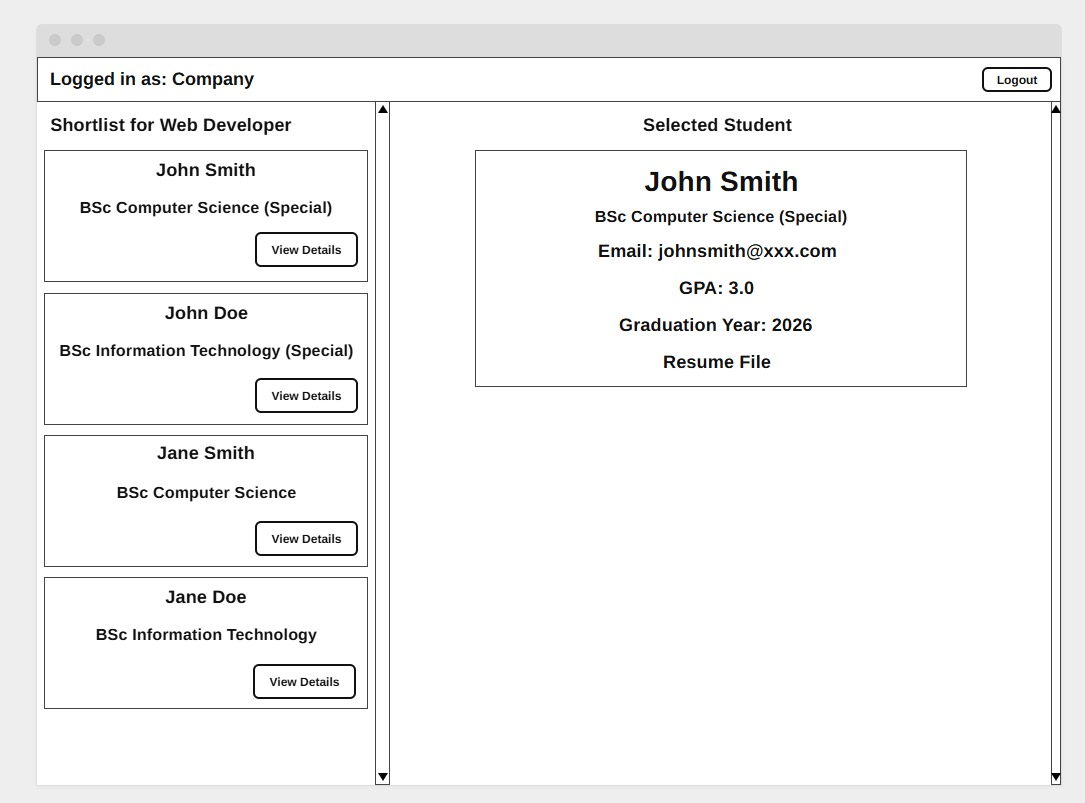 Logged in as: Company
Logout
Shortlist for Web Developer
John Smith
BSc Computer Science (Special)
View Details
John Doe
BSc Information Technology (Special)
View Details
Jane Smith
BSc Computer Science
View Details
Jane Doe
BSc Information Technology
View Details
Selected Student
John Smith
BSc Computer Science (Special)
Email: johnsmith@xxx.com
GPA: 3.0
Graduation Year: 2026
Resume File